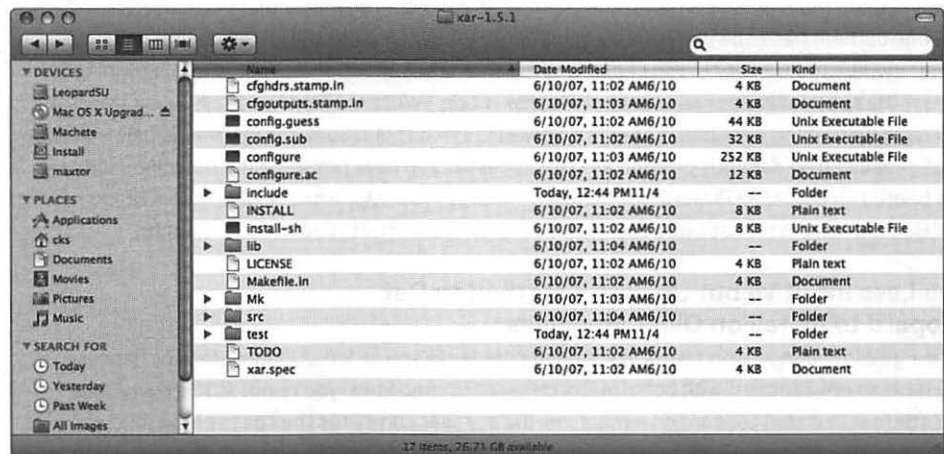 xar-1.5.1
Name Date Modified Size Kind
DEVICES
LeopardSU
Mac OS X Upgrad...
Machete
Install
maxtor
PLACES
Applications
cks
Documents
Movies
Pictures
Music
SEARCH FOR
Today
Yesterday
Past Week
All Images
cfghdrs.stamp.in 6/10/07, 11:02 AM6/10 4 KB Document
cfgoutputs.stamp.in 6/10/07, 11:03 AM6/10 4 KB Document
config.guess 6/10/07, 11:02 AM6/10 44 KB Unix Executable File
config.sub 6/10/07, 11:02 AM6/10 32 KB Unix Executable File
configure 6/10/07, 11:03 AM6/10 252 KB Unix Executable File
configure.ac 6/10/07, 11:02 AM6/10 12 KB Document
include Today, 12:44 PM11/4 -- Folder
INSTALL 6/10/07, 11:02 AM6/10 8 KB Plain text
install-sh 6/10/07, 11:02 AM6/10 8 KB Unix Executable File
lib 6/10/07, 11:04 AM6/10 -- Folder
LICENSE 6/10/07, 11:02 AM6/10 4 KB Plain text
Makefile.in 6/10/07, 11:02 AM6/10 4 KB Document
Mk 6/10/07, 11:03 AM6/10 -- Folder
src 6/10/07, 11:04 AM6/10 -- Folder
test Today, 12:44 PM11/4 -- Folder
TODO 6/10/07, 11:02 AM6/10 4 KB Plain text
xar.spec 6/10/07, 11:02 AM6/10 4 KB Document
17 items, 26.71 GB available